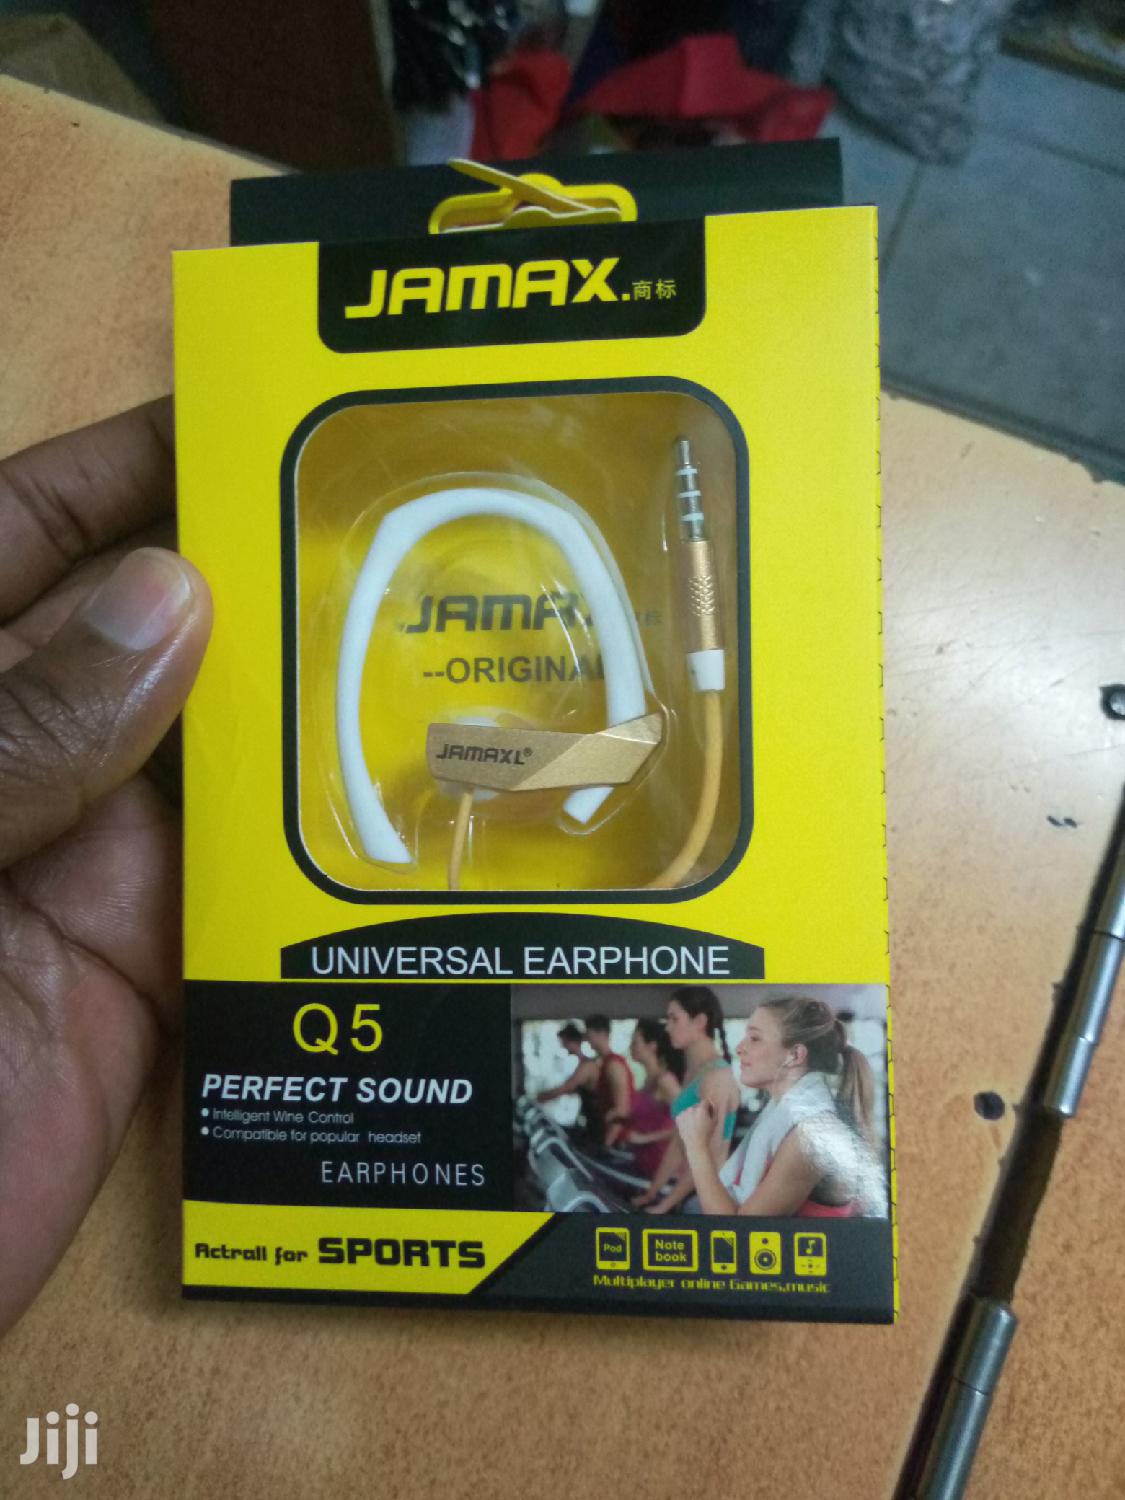 JAMAX.商标
JAMA
--ORIGINAL
JAMAXL®
UNIVERSAL EARPHONE
Q5
PERFECT SOUND
• Intelligent Wine Control
• Compatible for popular headset
EARPHONES
Actrall for SPORTS
Pod
Note
book
Multiplayer online Games,music
Jiji